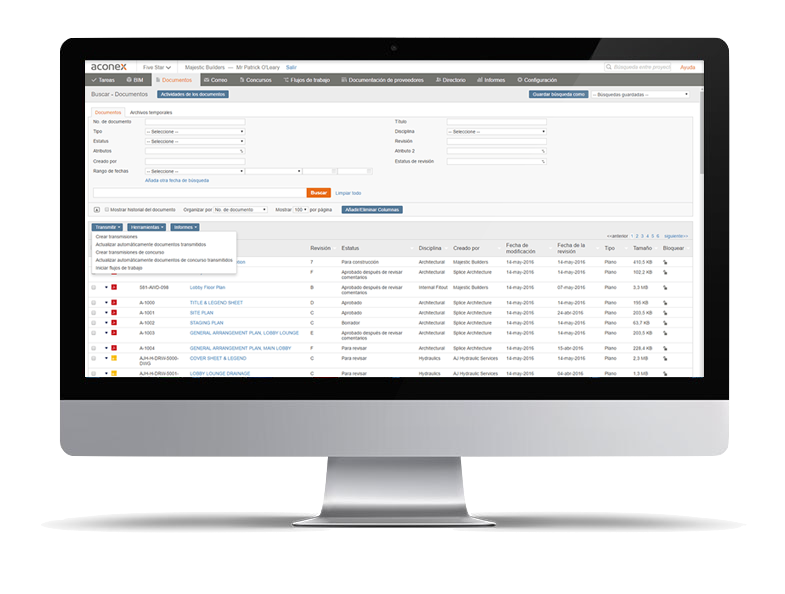 aconex Five Star Majestic Builders — Mr Patrick O'Leary Salir Búsqueda entre proyect Ayuda
Tareas BIM Documentos Correo Concursos Flujos de trabajo Documentación de proveedores Directorio Informes Configuración
Buscar - Documentos Actividades de los documentos Guardar búsqueda como -- Búsquedas guardadas --
Documentos Archivos temporales
No. de documento Título
Tipo -- Seleccione -- Disciplina -- Seleccione --
Estatus -- Seleccione -- Revisión
Atributos Atributo 2
Creado por Estatus de revisión
Rango de fechas -- Seleccione --
Añada otra fecha de búsqueda
Buscar Limpiar todo
Mostrar historial del documento Organizar por No. de documento Mostrar 100 por página Añadir/Eliminar Columnas
Transmitir Herramientas Informes <<anterior 1 2 3 4 5 6 siguiente>>
Crear transmisiones
Actualizar automáticamente documentos transmitidos
Crear transmisiones de concurso
Actualizar automáticamente documentos de concurso transmitidos
Iniciar flujos de trabajo
Revisión Estatus Disciplina Creado por Fecha de modificación Fecha de la revisión Tipo Tamaño Bloquear
7 Para construcción Architectural Majestic Builders 14-may-2016 14-may-2016 Plano 410,5 KB
F Aprobado después de revisar comentarios Architectural Splice Architecture 14-may-2016 14-may-2016 Plano 102,2 KB
Lobby Floor Plan B Aprobado después de revisar comentarios Internal Fitout Majestic Builders 14-may-2016 07-may-2016 Plano 3,3 MB
A-1000 TITLE & LEGEND SHEET D Aprobado Architectural Splice Architecture 14-may-2016 14-may-2016 Plano 195 KB
A-1001 SITE PLAN C Aprobado Architectural Splice Architecture 14-may-2016 24-abr-2016 Plano 203,5 KB
A-1002 STAGING PLAN C Borrador Architectural Splice Architecture 14-may-2016 14-may-2016 Plano 63,7 KB
A-1003 GENERAL ARRANGEMENT PLAN, LOBBY LOUNGE E Aprobado después de revisar comentarios Architectural Splice Architecture 14-may-2016 14-may-2016 Plano 200,5 KB
A-1004 GENERAL ARRANGEMENT PLAN, MAIN LOBBY F Para revisar Architectural Splice Architecture 14-may-2016 15-abr-2016 Plano 226,4 KB
AJH-H-DRW-0000-DWG COVER SHEET & LEGEND C Para revisar Hydraulics AJ Hydraulic Services 14-may-2016 14-may-2016 Plano 2,3 MB
AJH-H-DRW-0001- LOBBY LOUNGE DRAINAGE C Para revisar Hydraulics AJ Hydraulic Services 14-may-2016 04-abr-2016 Plano 1,3 MB